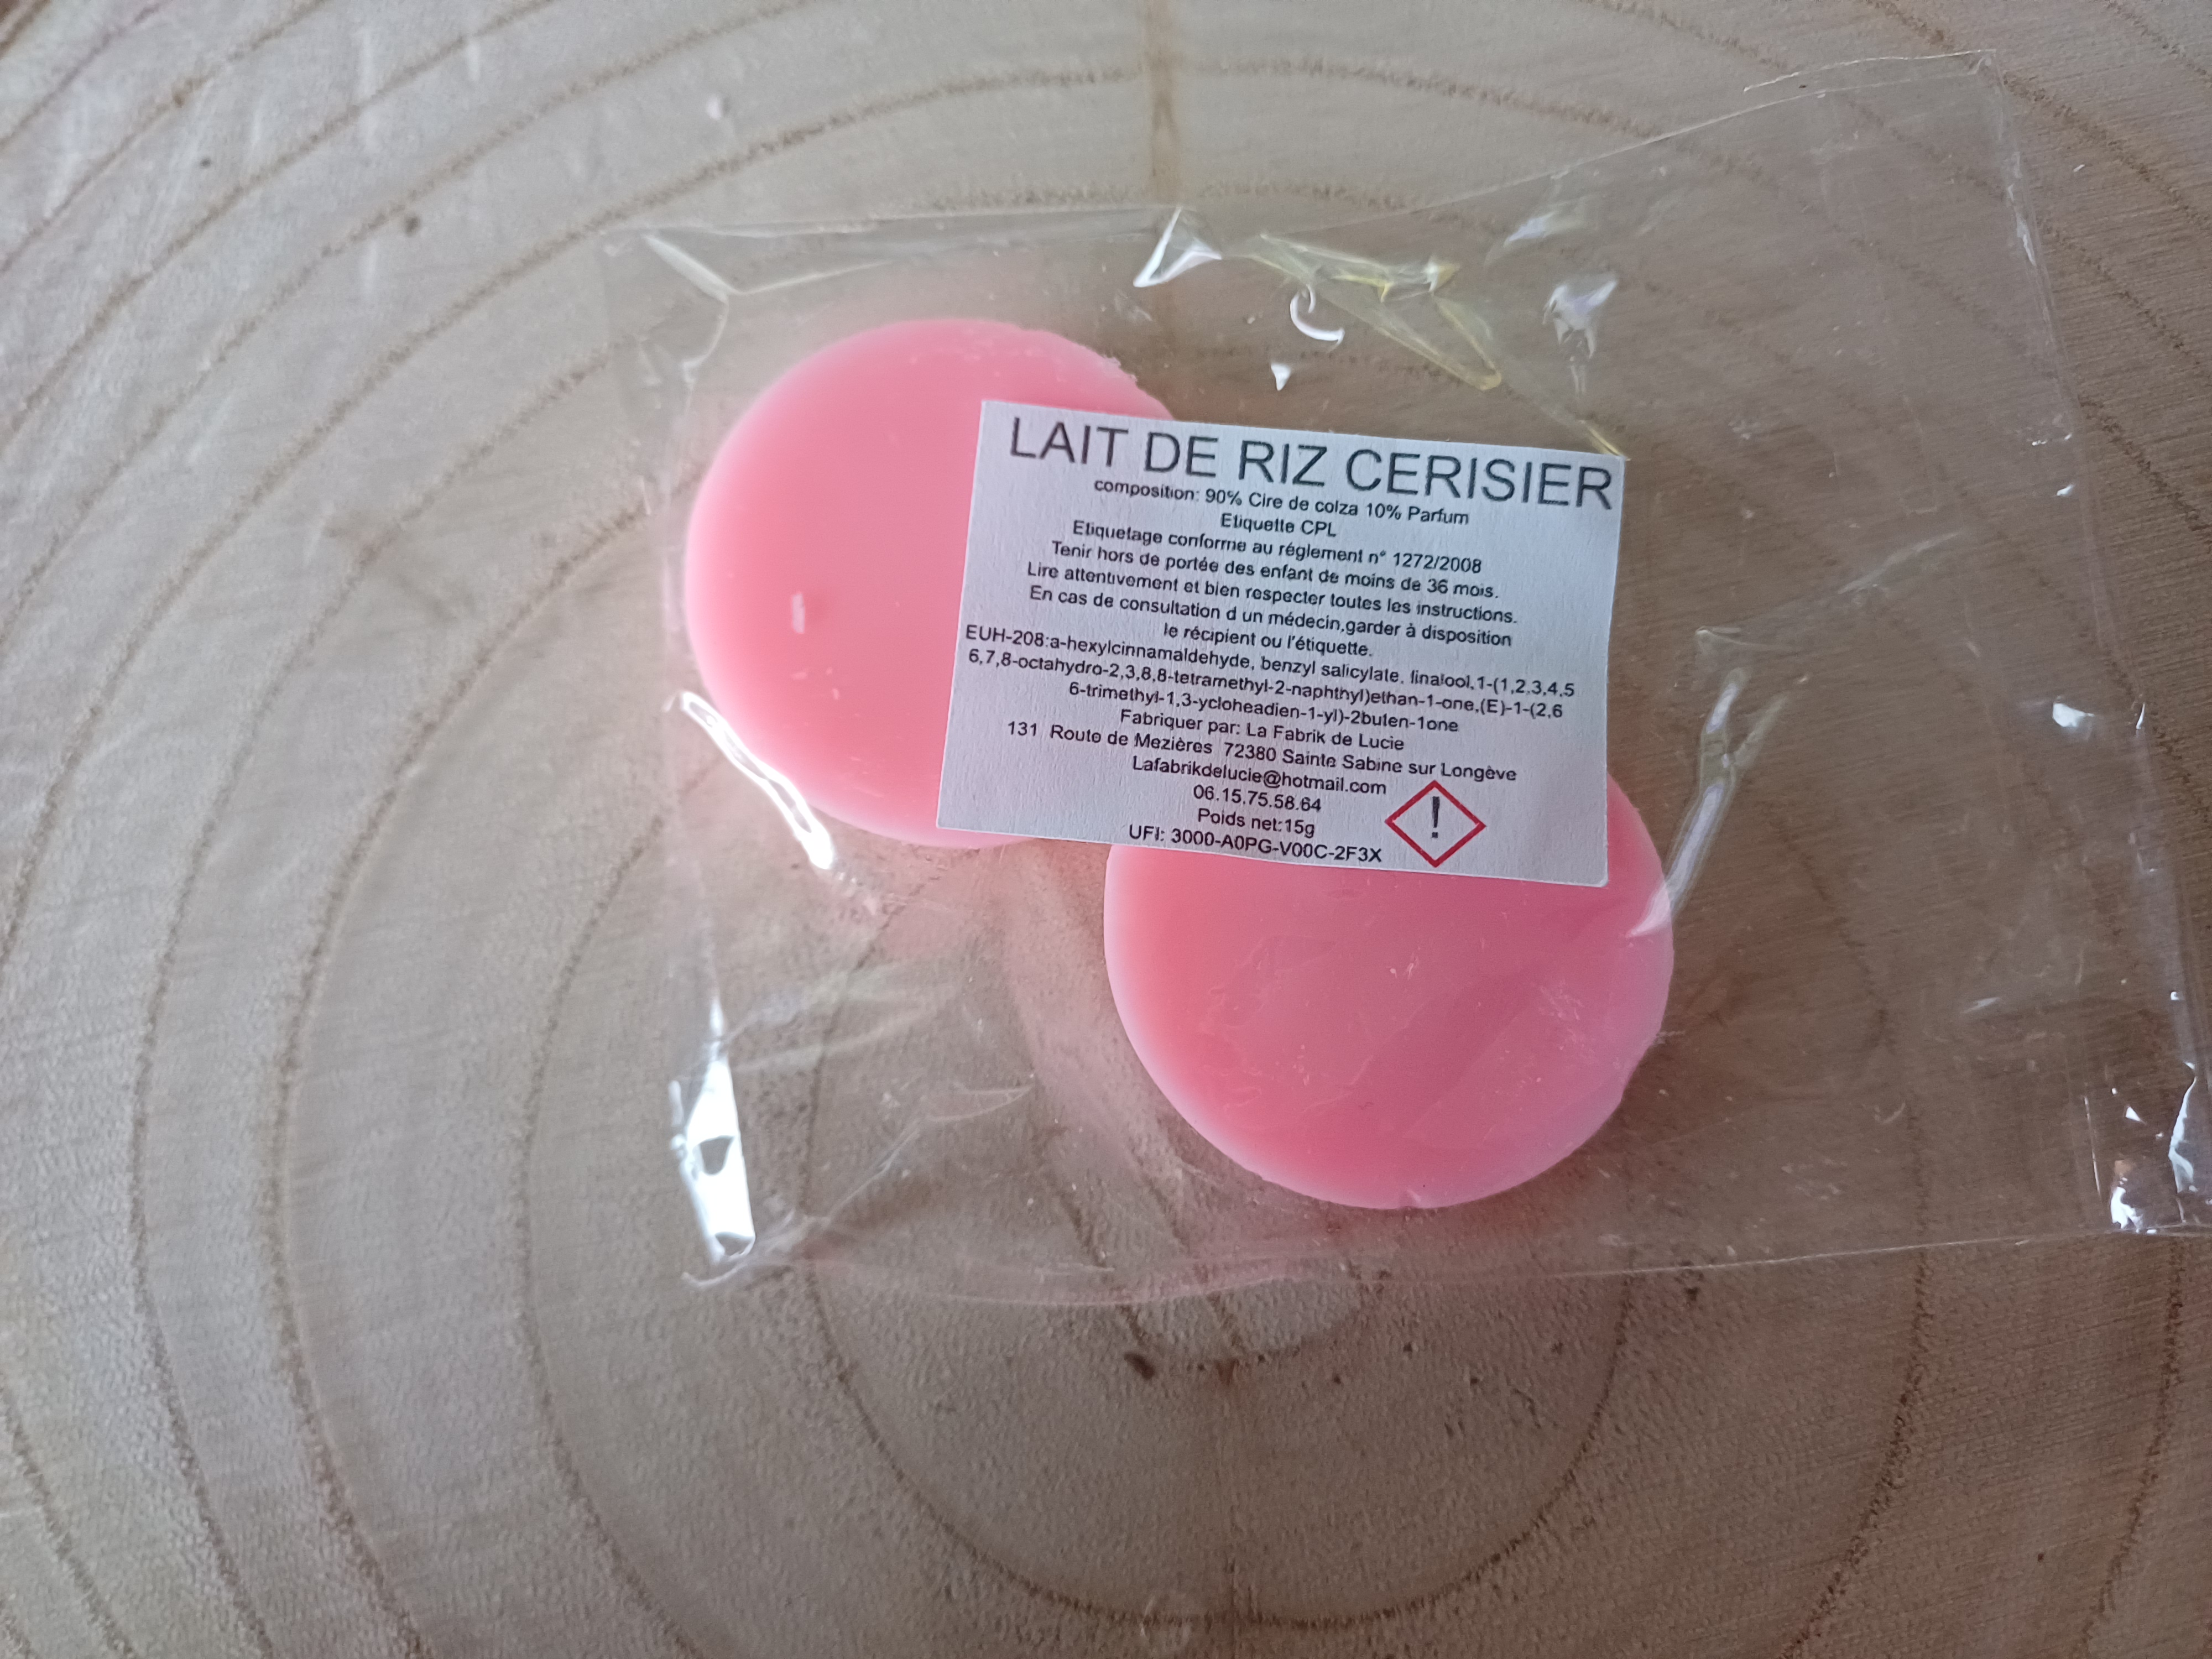 LAIT DE RIZ CERISIER
composition: 90% Cire de colza 10% Parfum
Etiquette CPL
Etiquetage conforme au réglement n° 1272/2008
Tenir hors de portée des enfant de moins de 36 mois.
Lire attentivement et bien respecter toutes les instructions.
En cas de consultation d un médecin,garder à disposition
le récipient ou l'étiquette.
EUH-208:a-hexylcinnamaldehyde, benzyl salicylate. linalool,1-(1,2,3,4,5
6,7,8-octahydro-2,3,8,8-tetramethyl-2-naphthyl)ethan-1-one,(E)-1-(2,6
6-trimethyl-1,3-ycloheadien-1-yl)-2buten-1one
Fabriquer par: La Fabrik de Lucie
131 Route de Mezières 72380 Sainte Sabine sur Longève
Lafabrikdelucie@hotmail.com
06.15.75.58.64
Poids net:15g
UFI: 3000-A0PG-V00C-2F3X
!